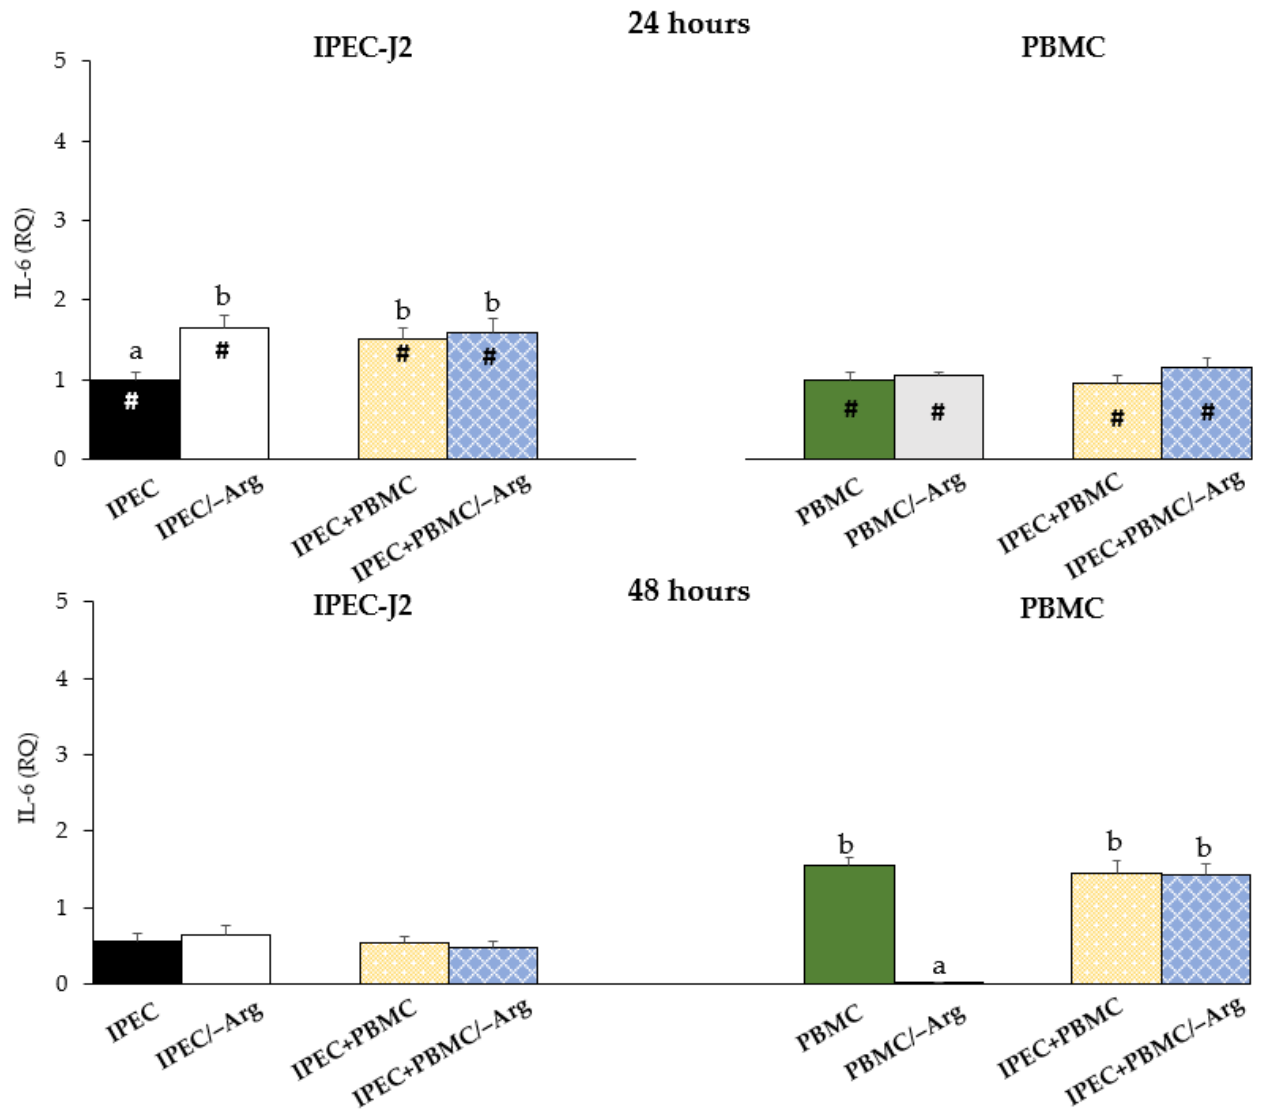 24 hours
IPEC-J2 PBMC
5
4
3
2
1
0
IL-6 (RQ)
a b b b
# # # #
# # # #
IPEC IPEC/–Arg IPEC+PBMC IPEC+PBMC/–Arg
PBMC PBMC/–Arg IPEC+PBMC IPEC+PBMC/–Arg
48 hours
IPEC-J2 PBMC
5
4
3
2
1
0
IL-6 (RQ)
b a b b
IPEC IPEC/–Arg IPEC+PBMC IPEC+PBMC/–Arg
PBMC PBMC/–Arg IPEC+PBMC IPEC+PBMC/–Arg